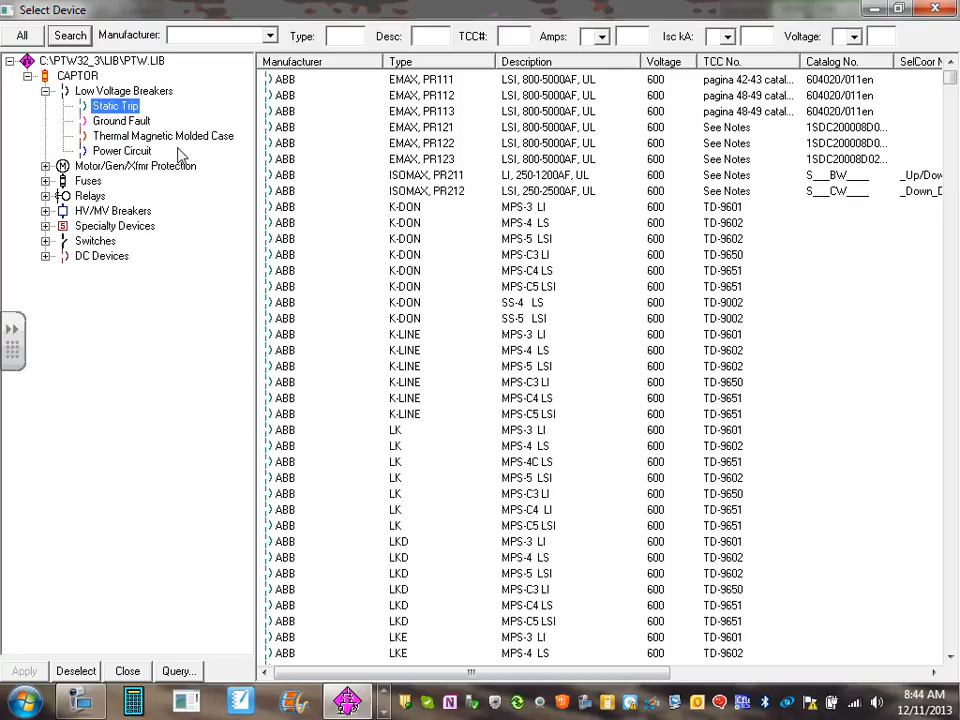 Select Device
All Search Manufacturer: Type: Desc: TCC#: Amps: Isc kA: Voltage:
C:\PTW32_3\LIB\PTW.LIB
CAPTOR
Low Voltage Breakers
Static Trip
Ground Fault
Thermal Magnetic Molded Case
Power Circuit
Motor/Gen/Xfmr Protection
Fuses
Relays
HV/MV Breakers
Specialty Devices
Switches
DC Devices
Manufacturer Type Description Voltage TCC No. Catalog No. SelCoor N
ABB EMAX, PR111 LSI, 800-5000AF, UL 600 pagina 42-43 catal... 604020/011en
ABB EMAX, PR112 LSI, 800-5000AF, UL 600 pagina 48-49 catal... 604020/011en
ABB EMAX, PR113 LSI, 800-5000AF, UL 600 pagina 48-49 catal... 604020/011en
ABB EMAX, PR121 LSI, 800-5000AF, UL 600 See Notes 1SDC200008D0...
ABB EMAX, PR122 LSI, 800-5000AF, UL 600 See Notes 1SDC200008D0...
ABB EMAX, PR123 LSI, 800-5000AF, UL 600 See Notes 1SDC20008D02...
ABB ISOMAX, PR211 LI, 250-1200AF, UL 600 See Notes S___BW____ _Up/Dow
ABB ISOMAX, PR212 LSI, 250-2500AF, UL 600 See Notes S___CW____ _Down_D
ABB K-DON MPS-3 LI 600 TD-9601
ABB K-DON MPS-4 LS 600 TD-9602
ABB K-DON MPS-5 LSI 600 TD-9602
ABB K-DON MPS-C3 LI 600 TD-9650
ABB K-DON MPS-C4 LS 600 TD-9651
ABB K-DON MPS-C5 LSI 600 TD-9651
ABB K-DON SS-4 LS 600 TD-9002
ABB K-DON SS-5 LSI 600 TD-9002
ABB K-LINE MPS-3 LI 600 TD-9601
ABB K-LINE MPS-4 LS 600 TD-9602
ABB K-LINE MPS-5 LSI 600 TD-9602
ABB K-LINE MPS-C3 LI 600 TD-9650
ABB K-LINE MPS-C4 LS 600 TD-9651
ABB K-LINE MPS-C5 LSI 600 TD-9651
ABB LK MPS-3 LI 600 TD-9601
ABB LK MPS-4 LS 600 TD-9602
ABB LK MPS-4C LS 600 TD-9651
ABB LK MPS-5 LSI 600 TD-9602
ABB LK MPS-C3 LI 600 TD-9650
ABB LK MPS-C4 LI 600 TD-9651
ABB LK MPS-C5 LSI 600 TD-9651
ABB LKD MPS-3 LI 600 TD-9601
ABB LKD MPS-4 LS 600 TD-9602
ABB LKD MPS-5 LSI 600 TD-9602
ABB LKD MPS-C3 LI 600 TD-9650
ABB LKD MPS-C4 LS 600 TD-9651
ABB LKD MPS-C5 LSI 600 TD-9651
ABB LKE MPS-3 LI 600 TD-9601
ABB LKE MPS-4 LS 600 TD-9602
Apply Deselect Close Query...
8:44 AM
12/11/2013